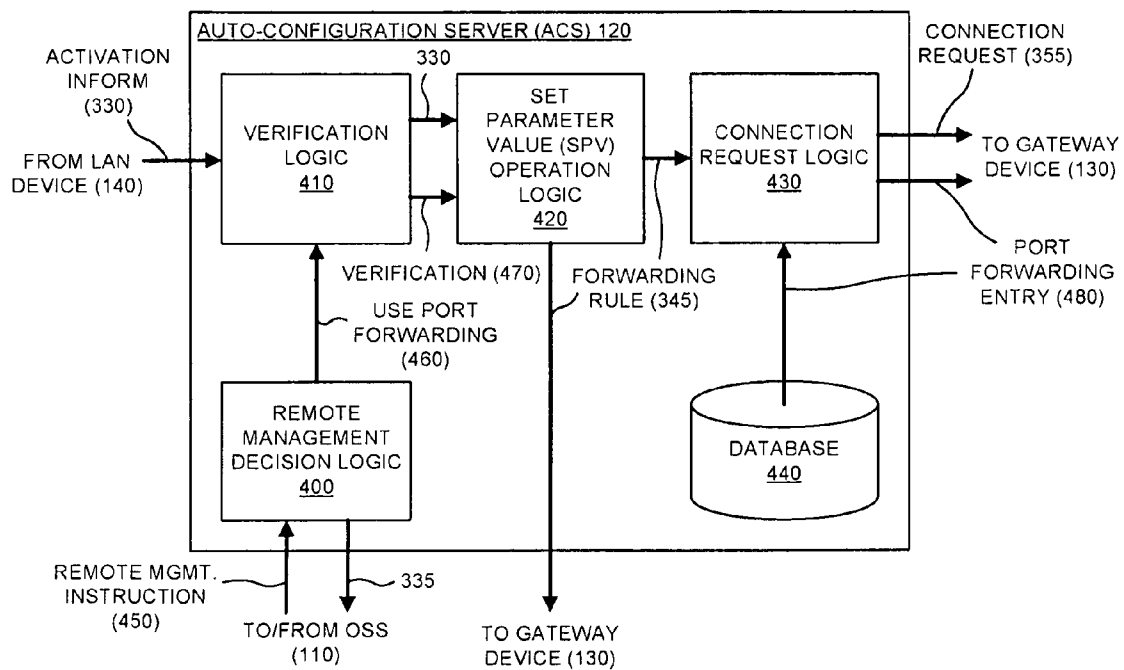 AUTO-CONFIGURATION SERVER (ACS) 120
ACTIVATION
INFORM
(330)
FROM LAN
DEVICE (140)
VERIFICATION
LOGIC
410
330
SET
PARAMETER
VALUE (SPV)
OPERATION
LOGIC
420
CONNECTION
REQUEST LOGIC
430
CONNECTION
REQUEST (355)
TO GATEWAY
DEVICE (130)
PORT
FORWARDING
ENTRY (480)
VERIFICATION (470)
FORWARDING
RULE (345)
USE PORT
FORWARDING
(460)
REMOTE
MANAGEMENT
DECISION LOGIC
400
DATABASE
440
REMOTE MGMT.
INSTRUCTION
(450)
335
TO/FROM OSS
(110)
TO GATEWAY
DEVICE (130)